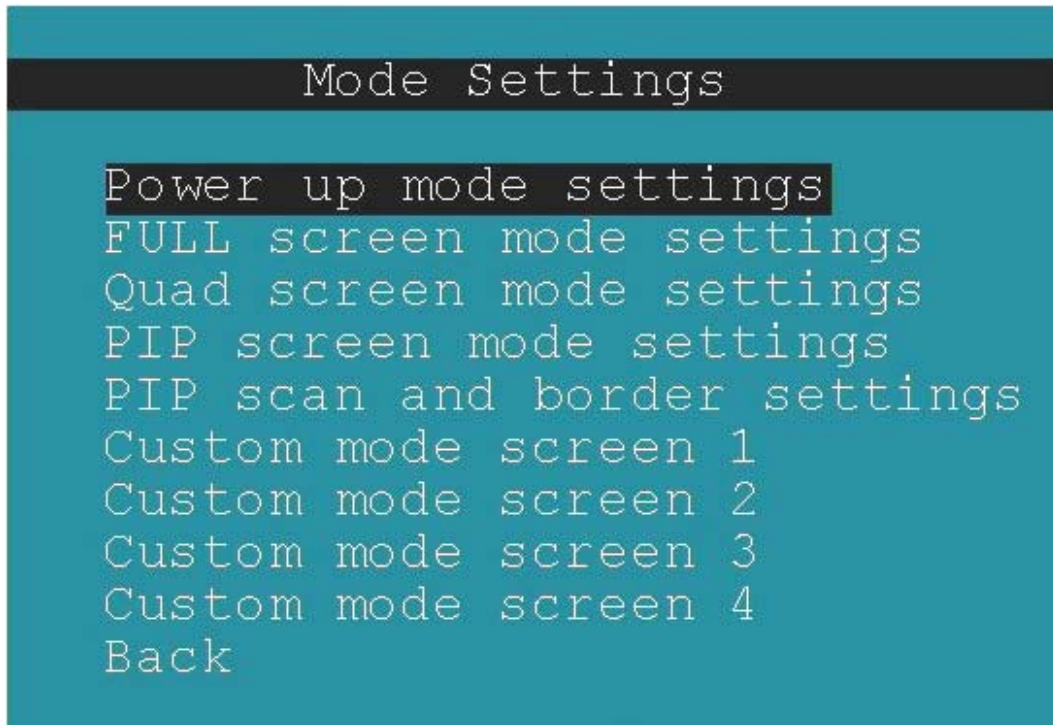 Mode Settings
Power up mode settings
FULL screen mode settings
Quad screen mode settings
PIP screen mode settings
PIP scan and border settings
Custom mode screen 1
Custom mode screen 2
Custom mode screen 3
Custom mode screen 4
Back